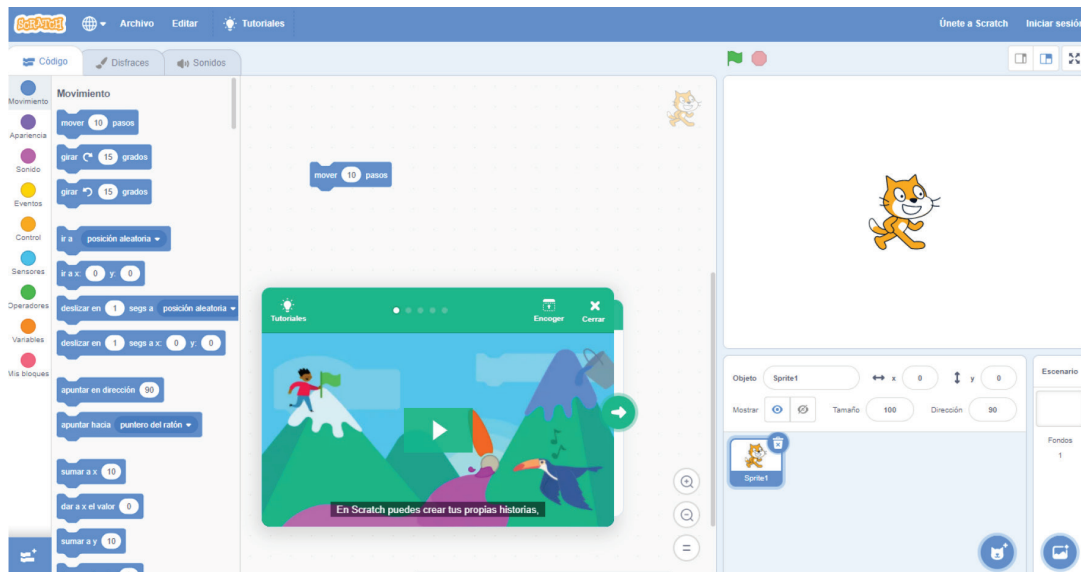 SCRATCH
Archivo Editar Tutoriales
Únete a Scratch Iniciar sesión
Código Disfraces Sonidos
Movimiento
Apariencia
Sonido
Eventos
Control
Sensores
Operadores
Variables
Mis bloques
Movimiento
mover 10 pasos
girar 15 grados
girar 15 grados
ir a posición aleatoria
ir a x: 0 y: 0
deslizar en 1 segs a posición aleatoria
deslizar en 1 segs a x: 0 y: 0
apuntar en dirección 90
apuntar hacia puntero del ratón
sumar a x 10
dar a x el valor 0
sumar a y 10
mover 10 pasos
Tutoriales Encoger Cerrar
En Scratch puedes crear tus propias historias,
Objeto Sprite1 x 0 y 0
Mostrar Tamaño 100 Dirección 90
Sprite1
Escenario
Fondos
1